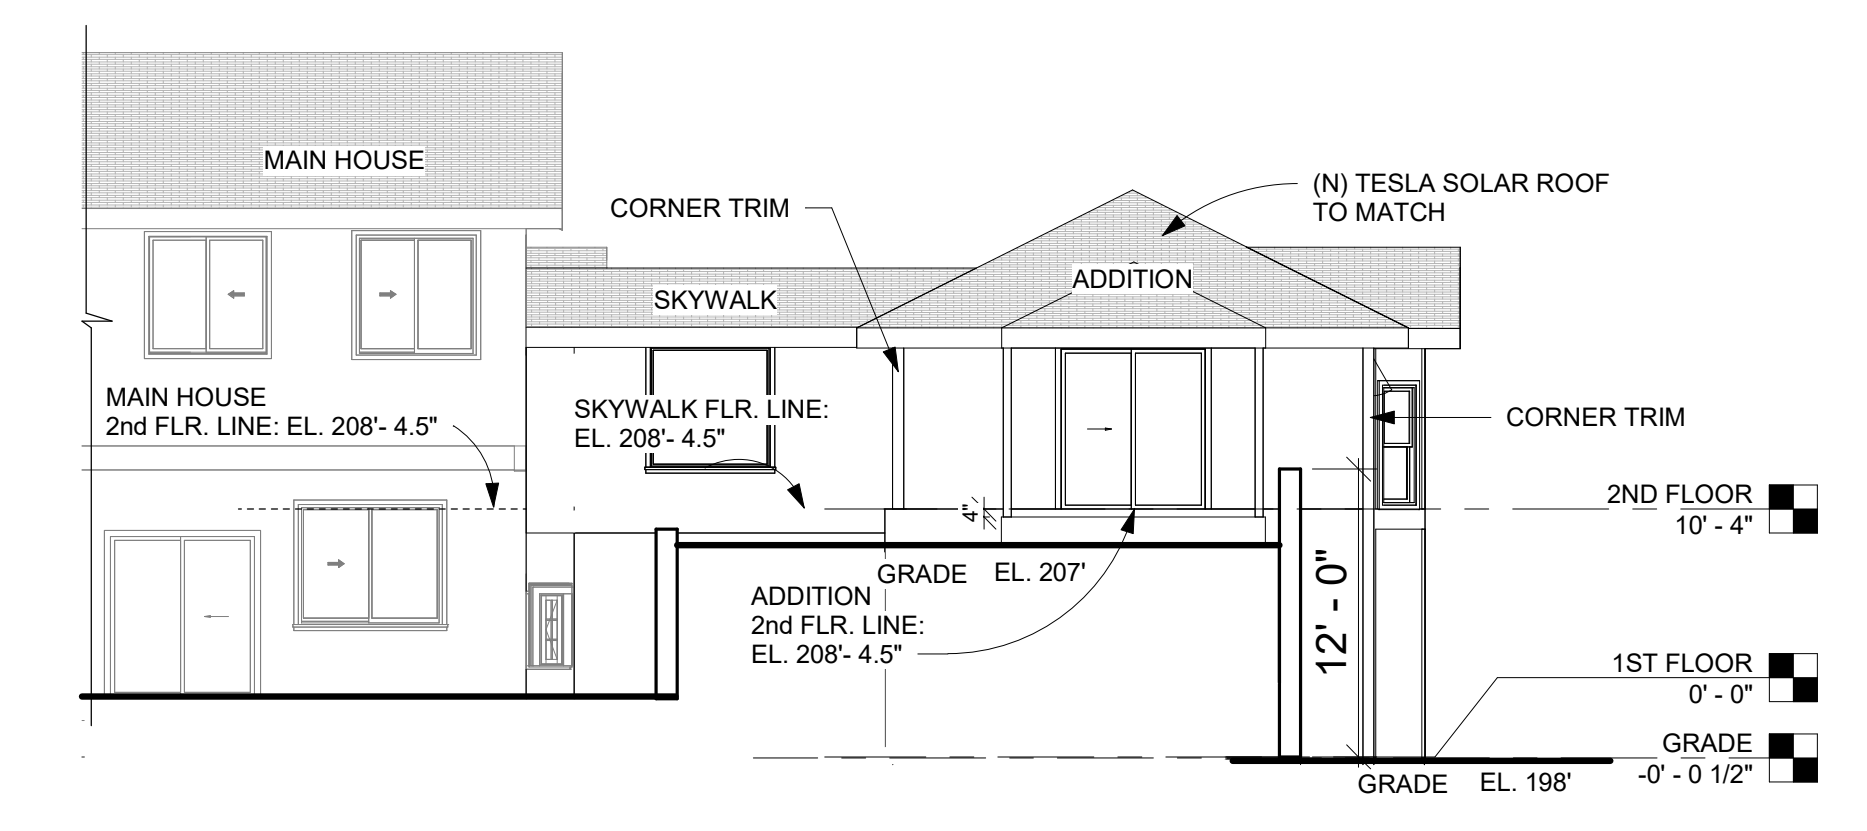 MAIN HOUSE
(N) TESLA SOLAR ROOF
TO MATCH
CORNER TRIM
ADDITION
SKYWALK
MAIN HOUSE
2nd FLR. LINE: EL. 208'- 4.5"
SKYWALK FLR. LINE:
EL. 208'- 4.5"
CORNER TRIM
2ND FLOOR
10' - 4"
4"
GRADE EL. 207'
ADDITION
2nd FLR. LINE:
EL. 208'- 4.5"
12' - 0"
1ST FLOOR
0' - 0"
GRADE
-0' - 0 1/2"
GRADE EL. 198'